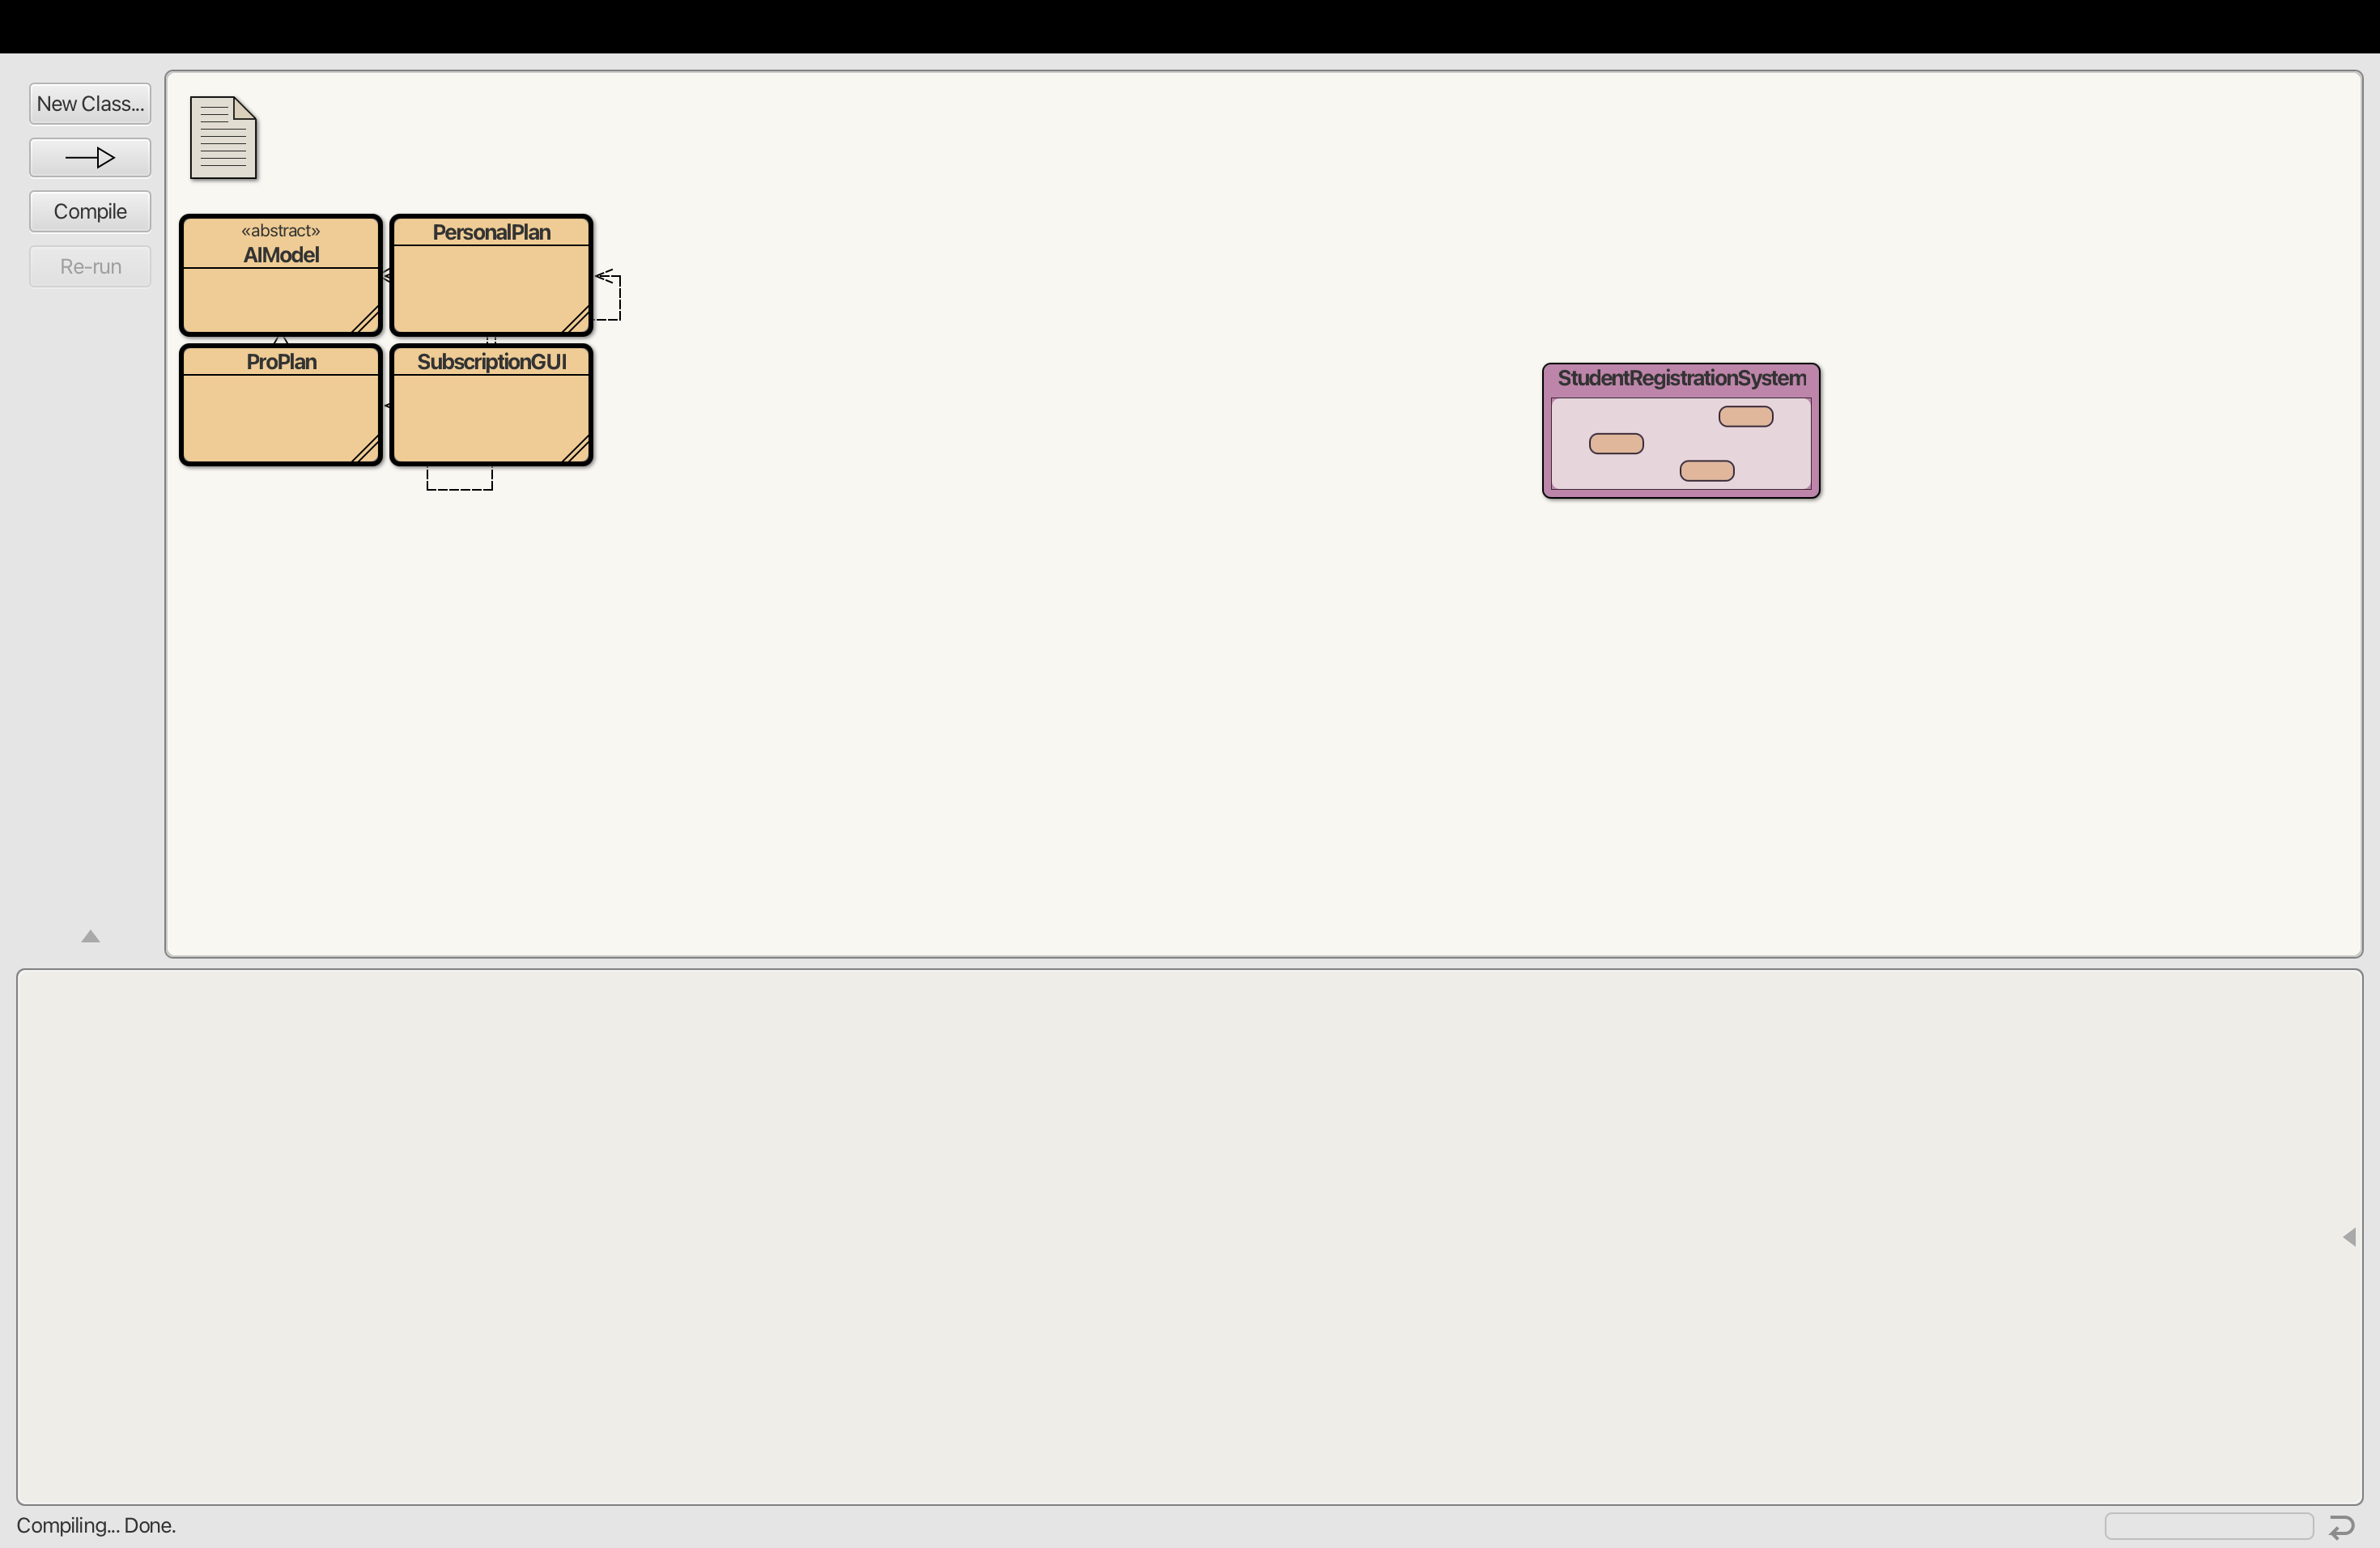 New Class...
Compile
Re-run
«abstract»
AIModel
PersonalPlan
ProPlan
SubscriptionGUI
StudentRegistrationSystem
Compiling... Done.